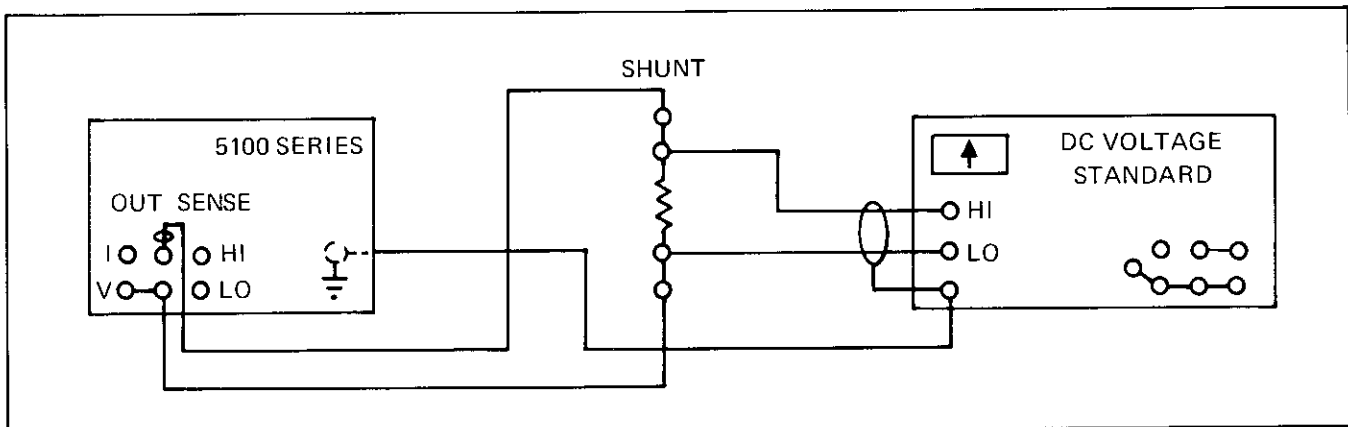 SHUNT
5100 SERIES
OUT SENSE
I HI
V LO
DC VOLTAGE
STANDARD
HI
LO